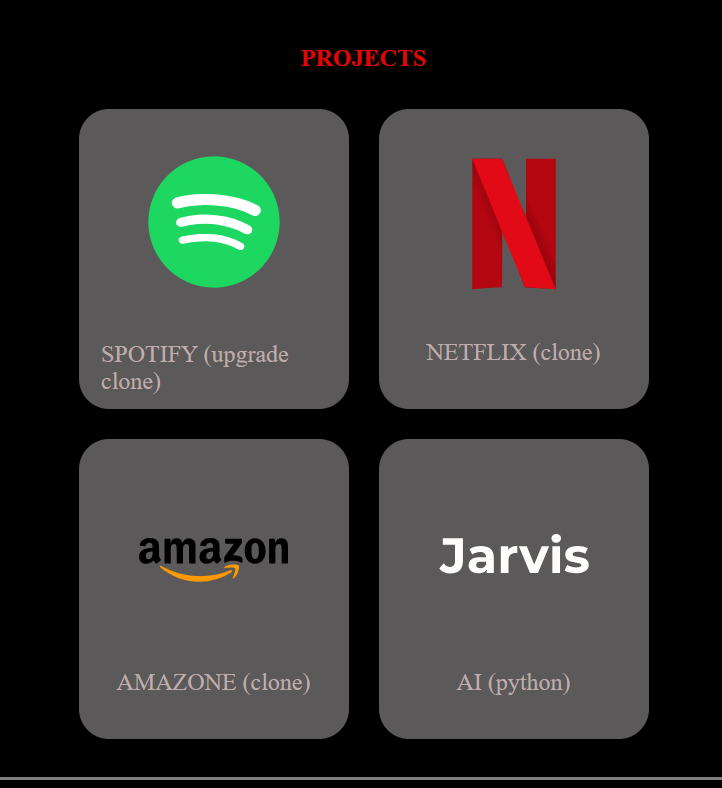 PROJECTS
SPOTIFY (upgrade
clone)
NETFLIX (clone)
amazon
Jarvis
AMAZONE (clone)
AI (python)